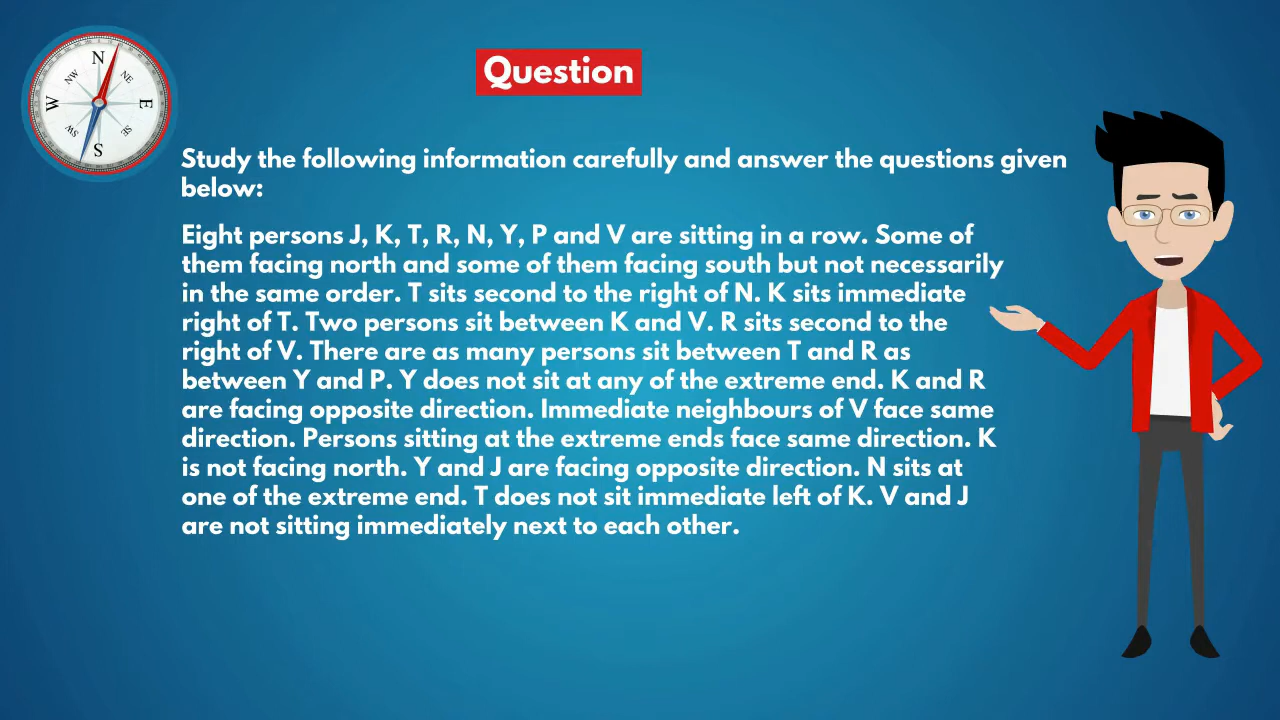 N
NW
NE
W
E
SW
SE
S
Question
Study the following information carefully and answer the questions given
below:
Eight persons J, K, T, R, N, Y, P and V are sitting in a row. Some of
them facing north and some of them facing south but not necessarily
in the same order. T sits second to the right of N. K sits immediate
right of T. Two persons sit between K and V. R sits second to the
right of V. There are as many persons sit between T and R as
between Y and P. Y does not sit at any of the extreme end. K and R
are facing opposite direction. Immediate neighbours of V face same
direction. Persons sitting at the extreme ends face same direction. K
is not facing north. Y and J are facing opposite direction. N sits at
one of the extreme end. T does not sit immediate left of K. V and J
are not sitting immediately next to each other.